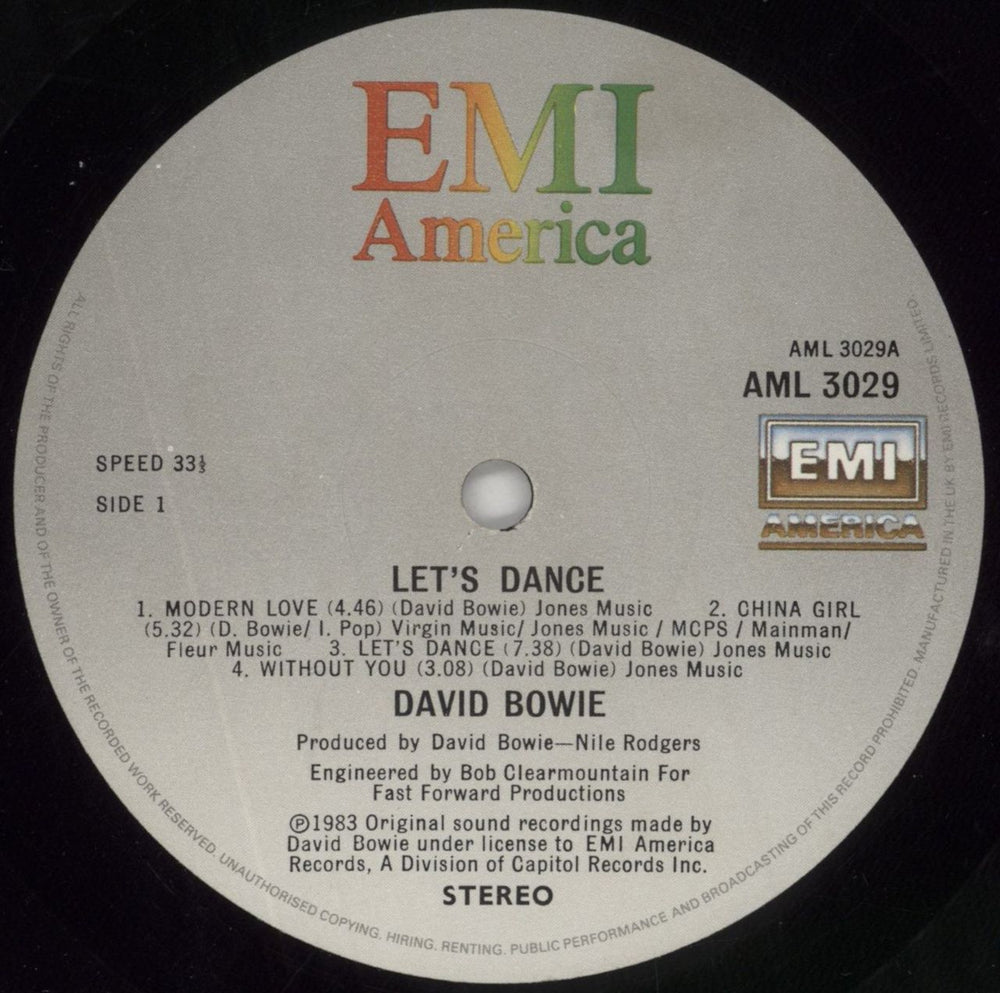 EMI
America
AML 3029A
AML 3029
EMI
AMERICA
SPEED 33⅓
SIDE 1
LET'S DANCE
1. MODERN LOVE (4.46) (David Bowie) Jones Music 2. CHINA GIRL
(5.32) (D. Bowie/ I. Pop) Virgin Music/ Jones Music / MCPS / Mainman/
Fleur Music 3. LET'S DANCE (7.38) (David Bowie) Jones Music
4. WITHOUT YOU (3.08) (David Bowie) Jones Music
DAVID BOWIE
Produced by David Bowie—Nile Rodgers
Engineered by Bob Clearmountain For
Fast Forward Productions
℗1983 Original sound recordings made by
David Bowie under license to EMI America
Records, A Division of Capitol Records Inc.
STEREO
ALL RIGHTS OF THE PRODUCER AND OF THE OWNER OF THE RECORDED WORK RESERVED. UNAUTHORISED COPYING. HIRING. RENTING. PUBLIC PERFORMANCE AND BROADCASTING OF THIS RECORD PROHIBITED. MANUFACTURED IN THE UK BY EMI RECORDS LIMITED.